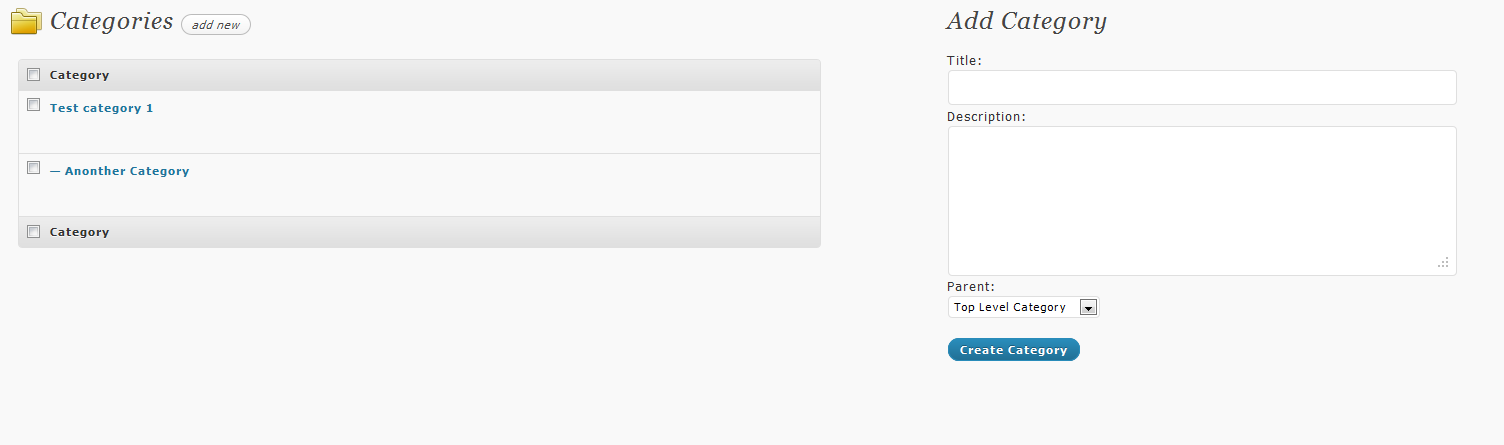 Categories add new
Category
Test category 1
— Anonther Category
Category
Add Category
Title:
Description:
Parent:
Top Level Category
Create Category